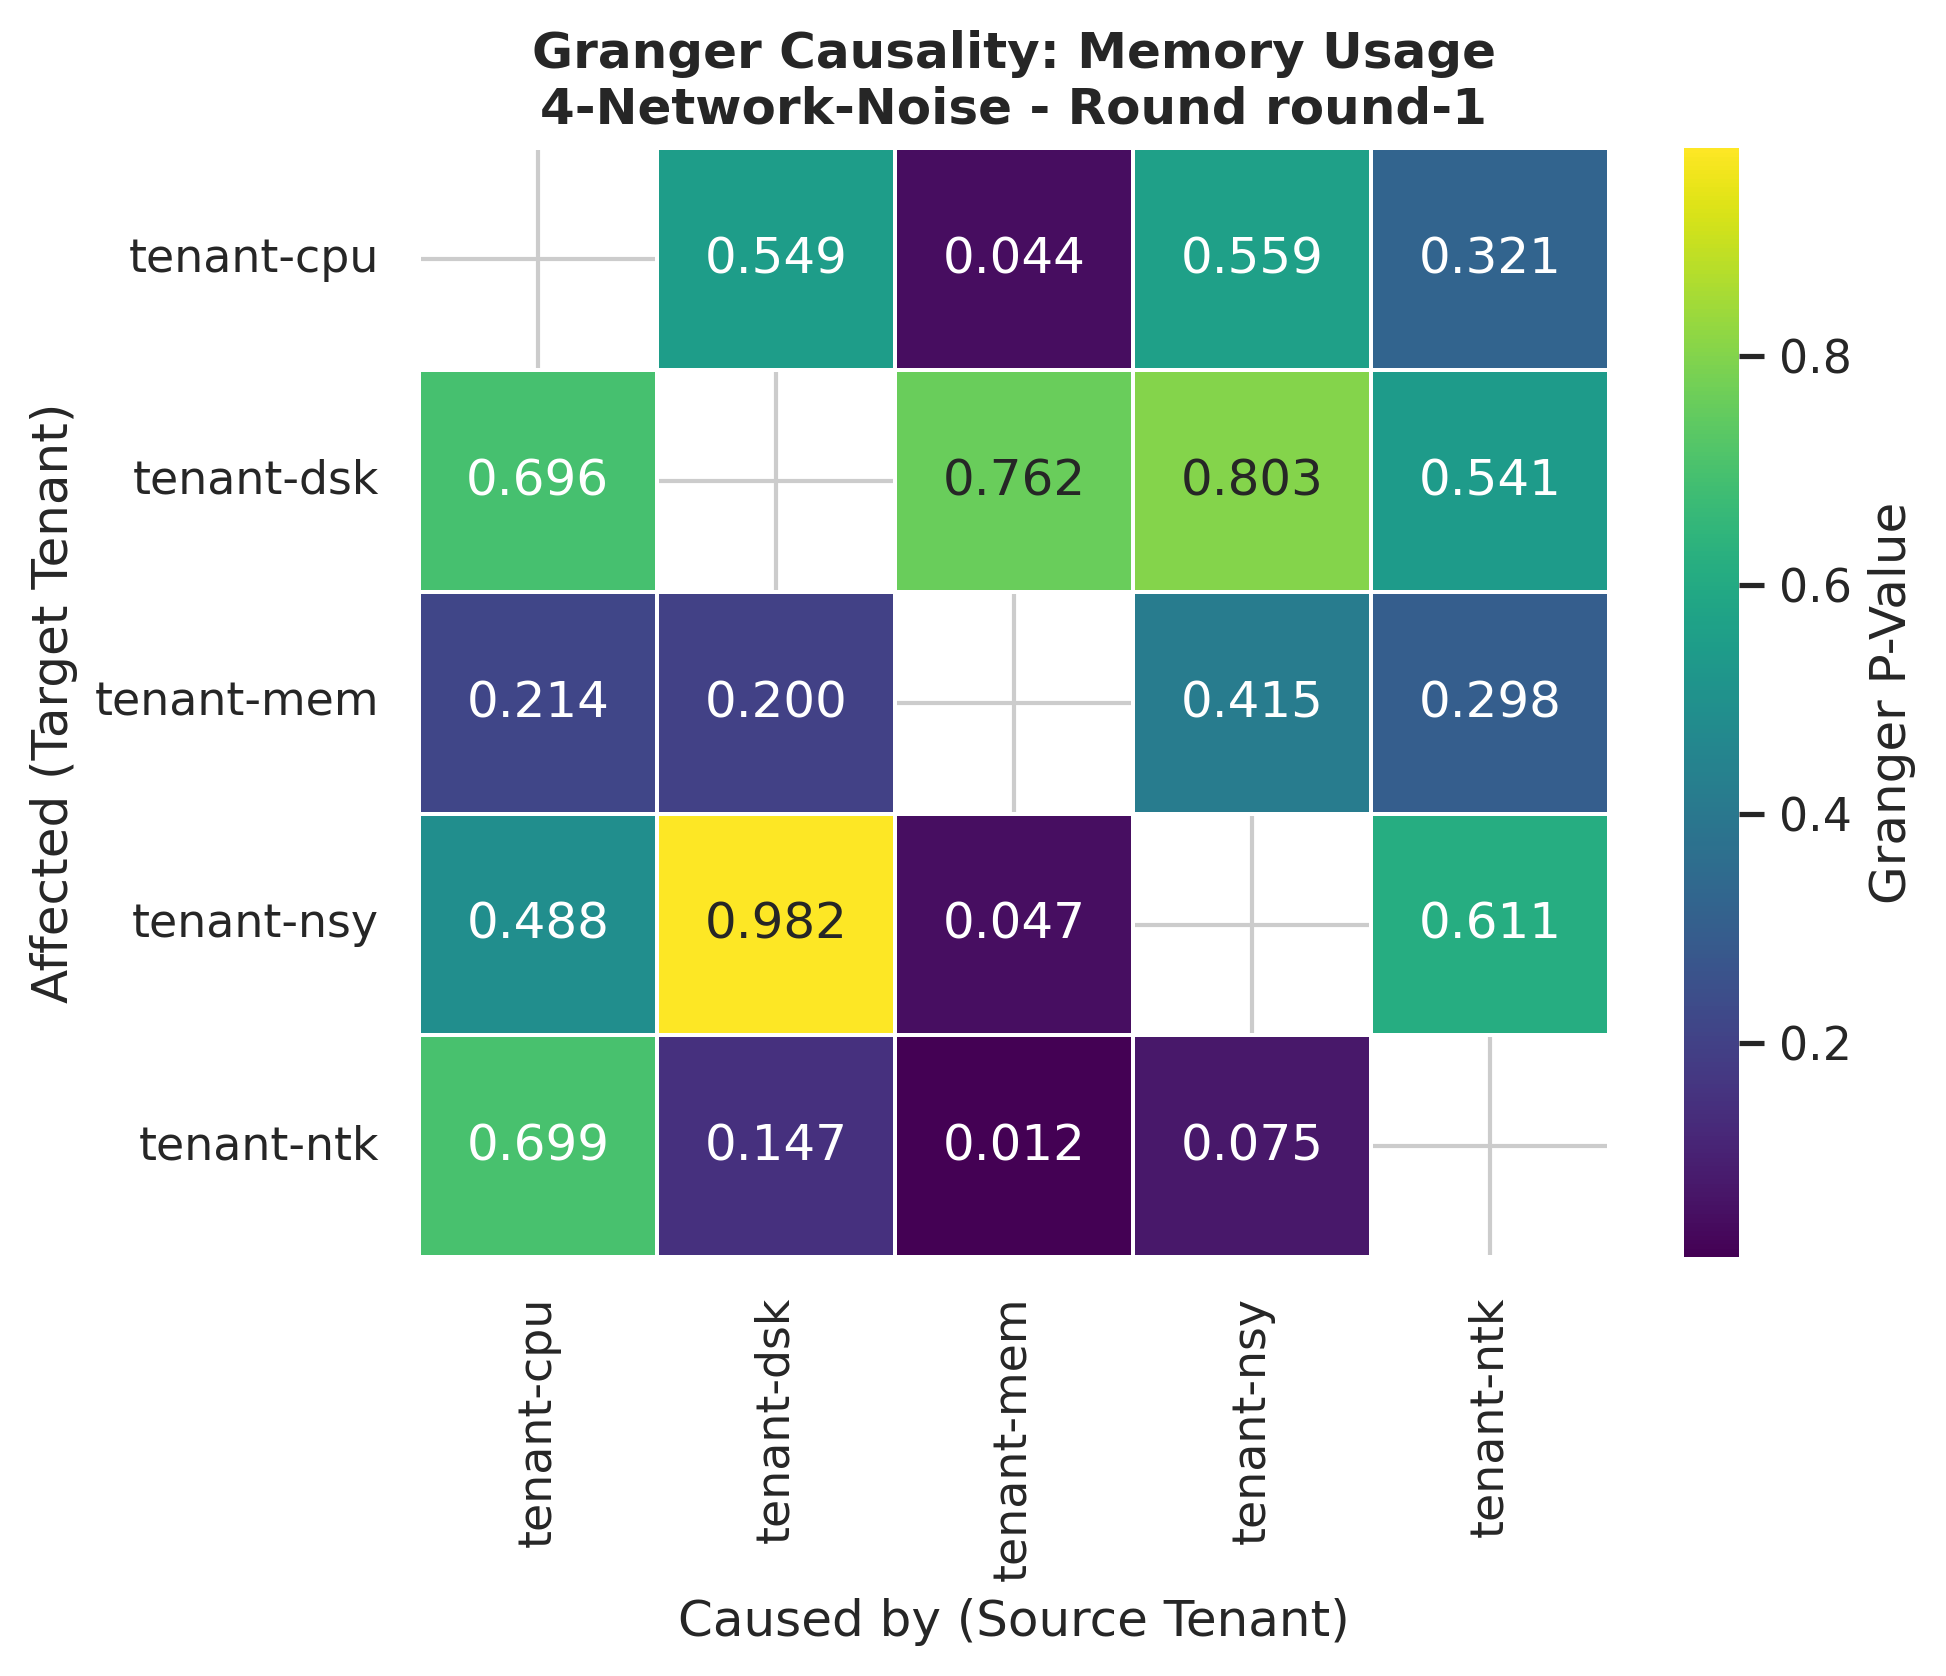 Granger Causality: Memory Usage
4-Network-Noise - Round round-1
Affected (Target Tenant)
tenant-cpu
0.549 0.044 0.559 0.321
tenant-dsk
0.696 0.762 0.803 0.541
tenant-mem
0.214 0.200 0.415 0.298
tenant-nsy
0.488 0.982 0.047 0.611
tenant-ntk
0.699 0.147 0.012 0.075
tenant-cpu
tenant-dsk
tenant-mem
tenant-nsy
tenant-ntk
Caused by (Source Tenant)
0.8
0.6
0.4
0.2
Granger P-Value